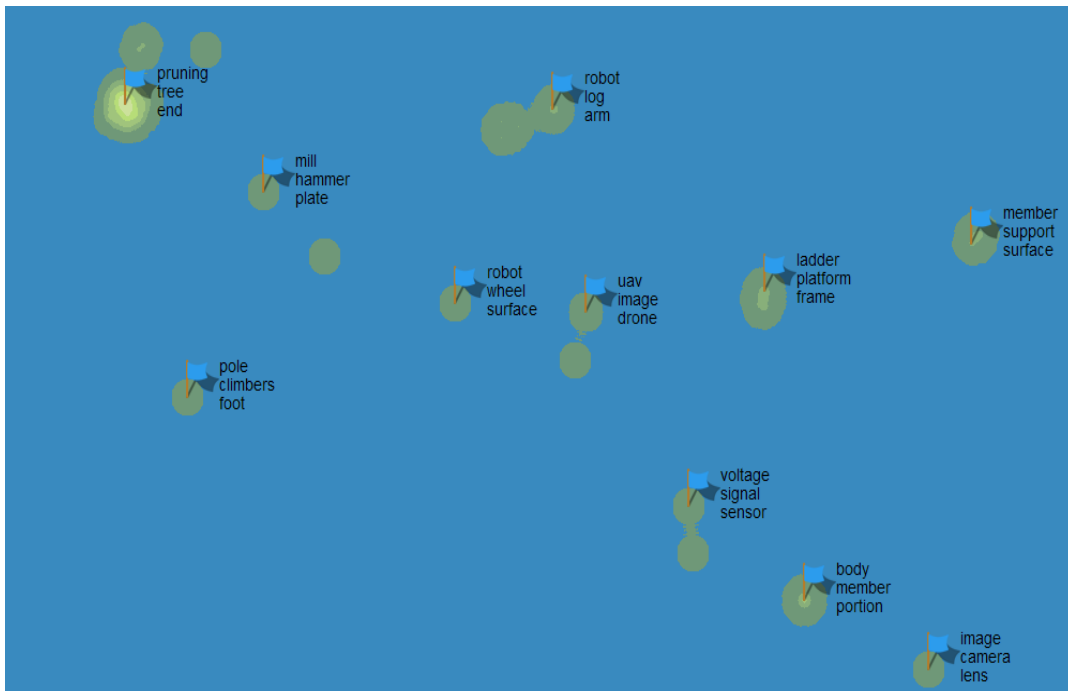 pruning
tree
end
robot
log
arm
mill
hammer
plate
member
support
surface
robot
wheel
surface
uav
image
drone
ladder
platform
frame
pole
climbers
foot
voltage
signal
sensor
body
member
portion
image
camera
lens